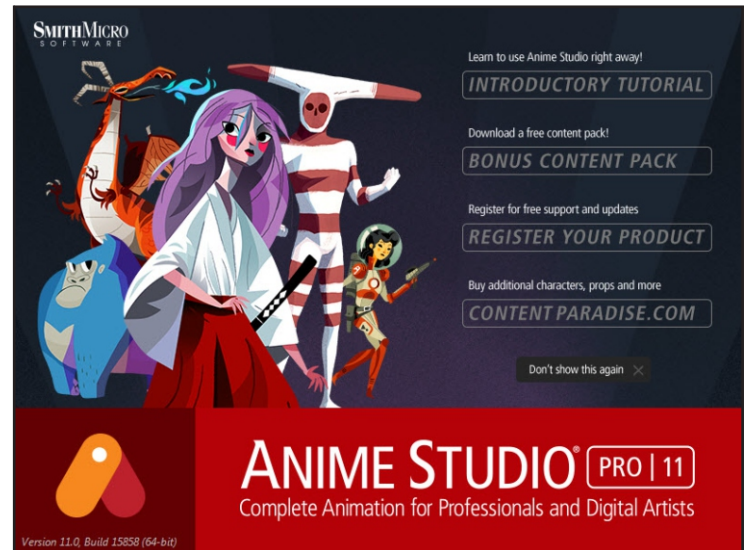 SMITHMICRO
SOFTWARE
Learn to use Anime Studio right away!
INTRODUCTORY TUTORIAL
Download a free content pack!
BONUS CONTENT PACK
Register for free support and updates
REGISTER YOUR PRODUCT
Buy additional characters, props and more
CONTENTPARADISE.COM
Don't show this again
ANIME STUDIO® PRO | 11
Complete Animation for Professionals and Digital Artists
Version 11.0, Build 15858 (64-bit)